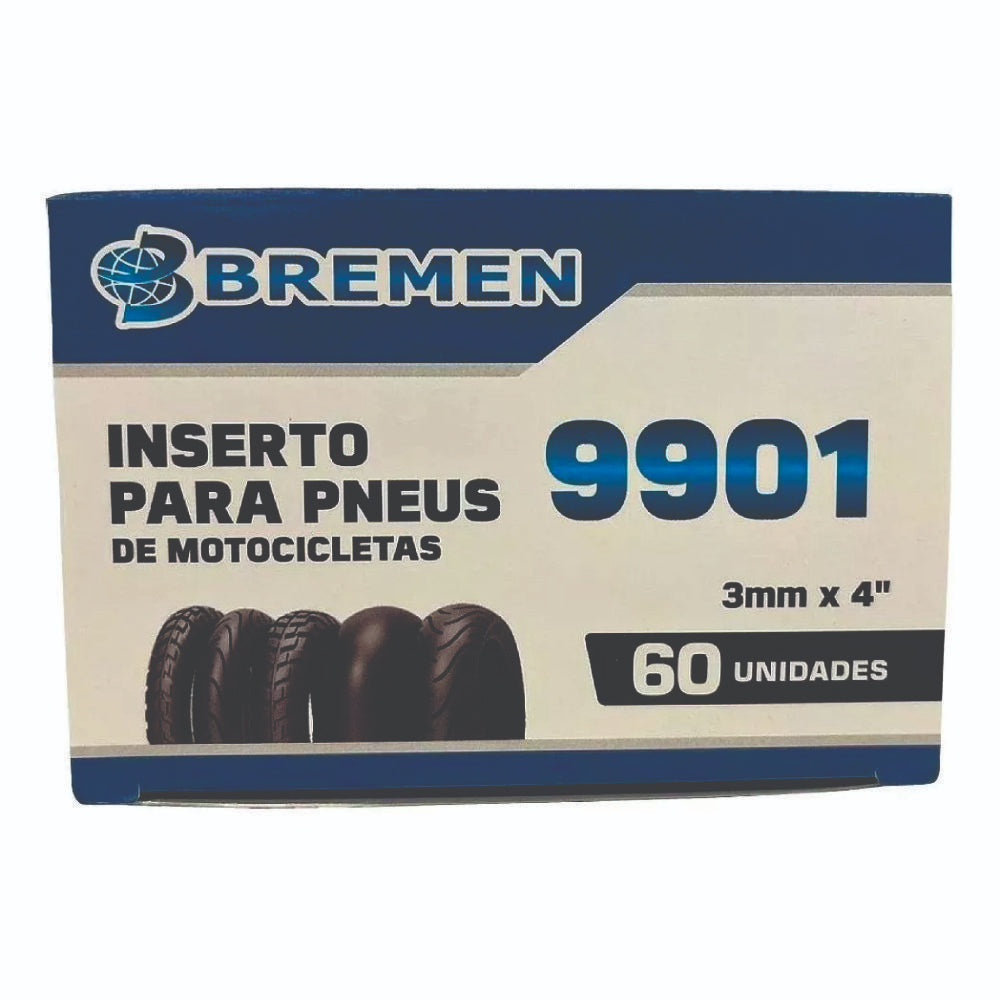 BREMEN
INSERTO
PARA PNEUS
DE MOTOCICLETAS
9901
3mm x 4"
60 UNIDADES